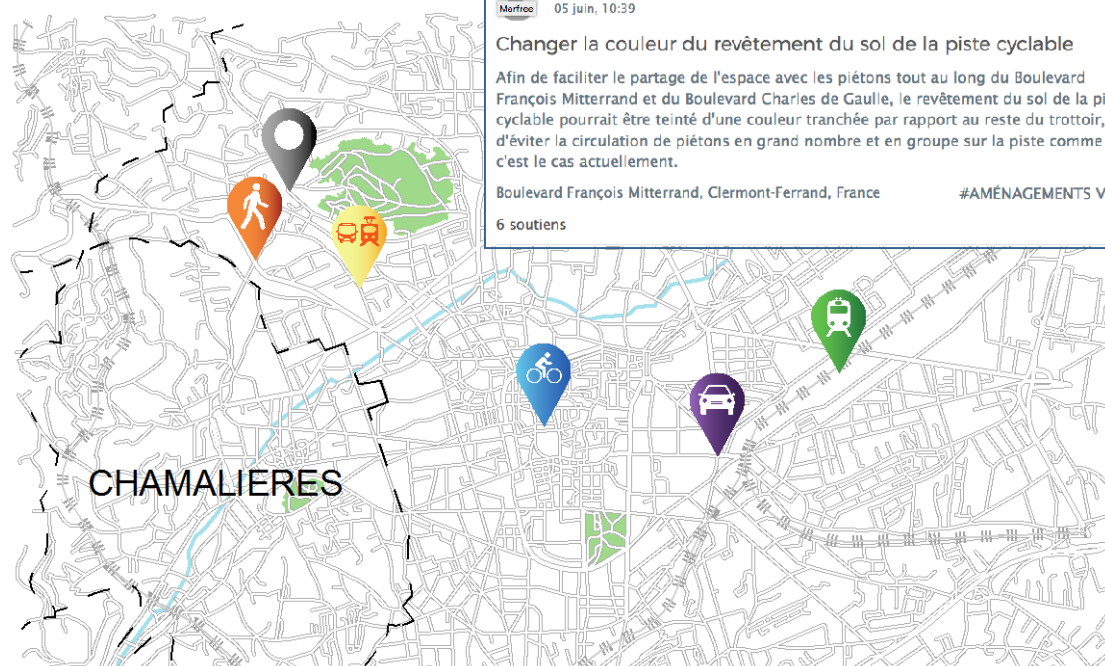 Merfree 05 juin, 10:39
Changer la couleur du revêtement du sol de la piste cyclable
Afin de faciliter le partage de l'espace avec les piétons tout au long du Boulevard
François Mitterrand et du Boulevard Charles de Gaulle, le revêtement du sol de la pi
cyclable pourrait être teinté d'une couleur tranchée par rapport au reste du trottoir,
d'éviter la circulation de piétons en grand nombre et en groupe sur la piste comme
c'est le cas actuellement.
Boulevard François Mitterrand, Clermont-Ferrand, France #AMÉNAGEMENTS V
6 soutiens
CHAMALIERES